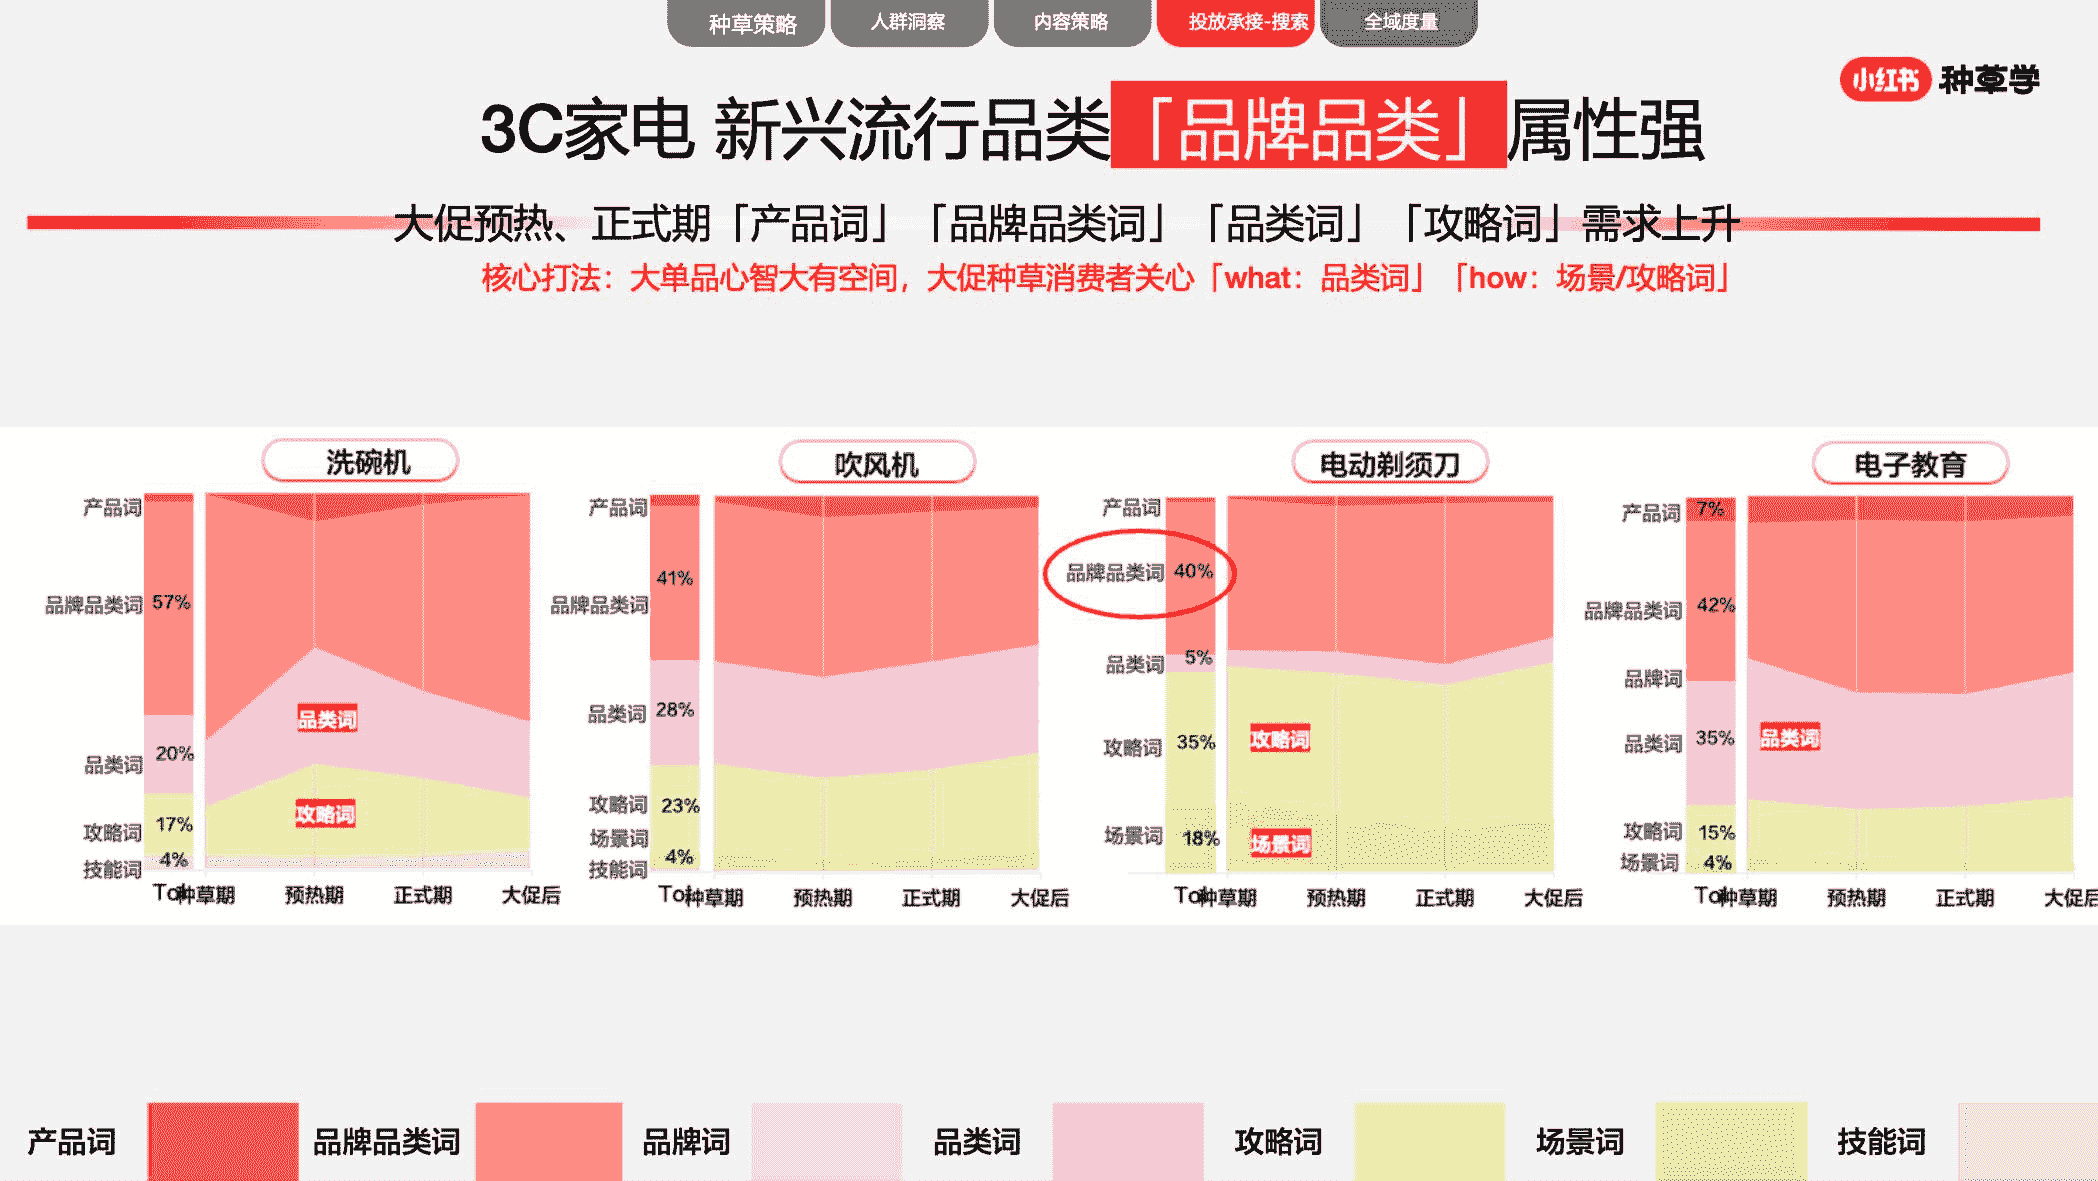 种草策略
人群洞察
内容策略
投放承接-搜索
全域度量
小红书 种草学
3C家电 新兴流行品类「品牌品类」属性强
大促预热、正式期「产品词」「品牌品类词」「品类词」「攻略词」需求上升
核心打法：大单品心智大有空间，大促种草消费者关心「what：品类词」「how：场景/攻略词」
洗碗机
产品词
品牌品类词 57%
品类词 20%
攻略词 17%
4%
技能词
品类词
攻略词
种草期 预热期 正式期 大促后
吹风机
产品词
41%
品牌品类词
品类词 28%
攻略词 23%
场景词
4%
技能词
种草期 预热期 正式期 大促后
电动剃须刀
产品词
品牌品类词 40%
品类词 5%
攻略词 35%
场景词 18%
攻略词
场景词
种草期 预热期 正式期 大促后
电子教育
产品词 7%
品牌品类词 42%
品牌词
品类词 35%
攻略词 15%
场景词 4%
品类词
种草期 预热期 正式期 大促后
产品词 品牌品类词 品牌词 品类词 攻略词 场景词 技能词